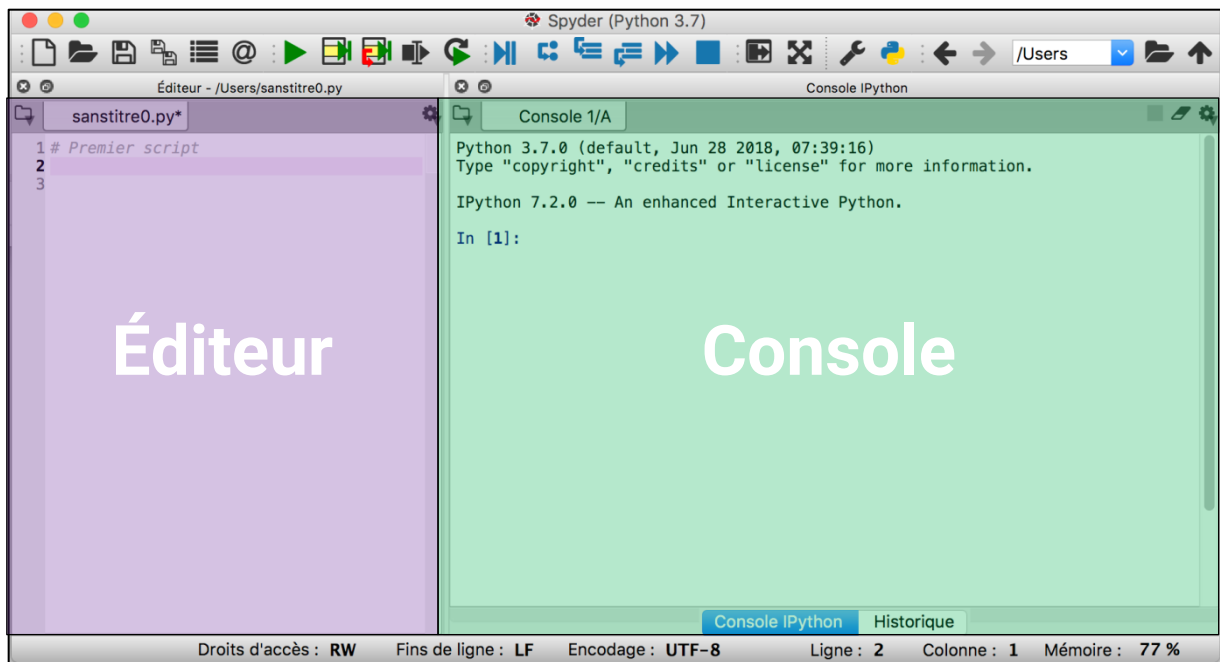 Spyder (Python 3.7)
/Users
Éditeur - /Users/sanstitre0.py
Console IPython
sanstitre0.py*
Console 1/A
1 # Premier script
2
3
Python 3.7.0 (default, Jun 28 2018, 07:39:16)
Type "copyright", "credits" or "license" for more information.
IPython 7.2.0 -- An enhanced Interactive Python.
In [1]:
Éditeur
Console
Console IPython
Historique
Droits d'accès : RW Fins de ligne : LF Encodage : UTF-8 Ligne : 2 Colonne : 1 Mémoire : 77 %